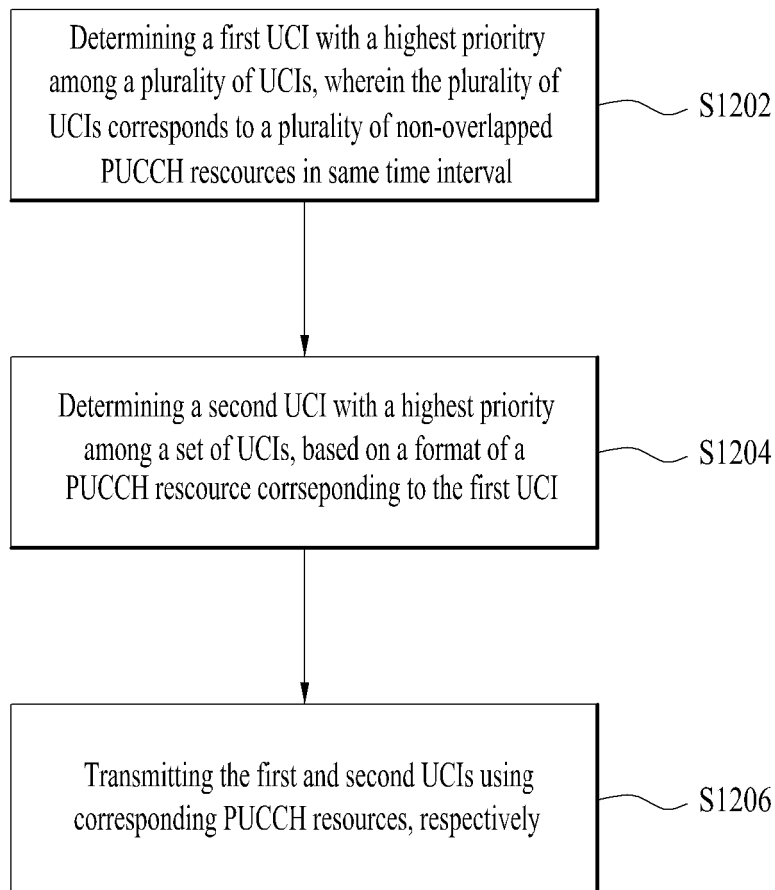 Determining a first UCI with a highest prioritry
among a plurality of UCIs, wherein the plurality of
UCIs corresponds to a plurality of non-overlapped
PUCCH rescources in same time interval
S1202
Determining a second UCI with a highest priority
among a set of UCIs, based on a format of a
PUCCH rescource corrseponding to the first UCI
S1204
Transmitting the first and second UCIs using
corresponding PUCCH resources, respectively
S1206